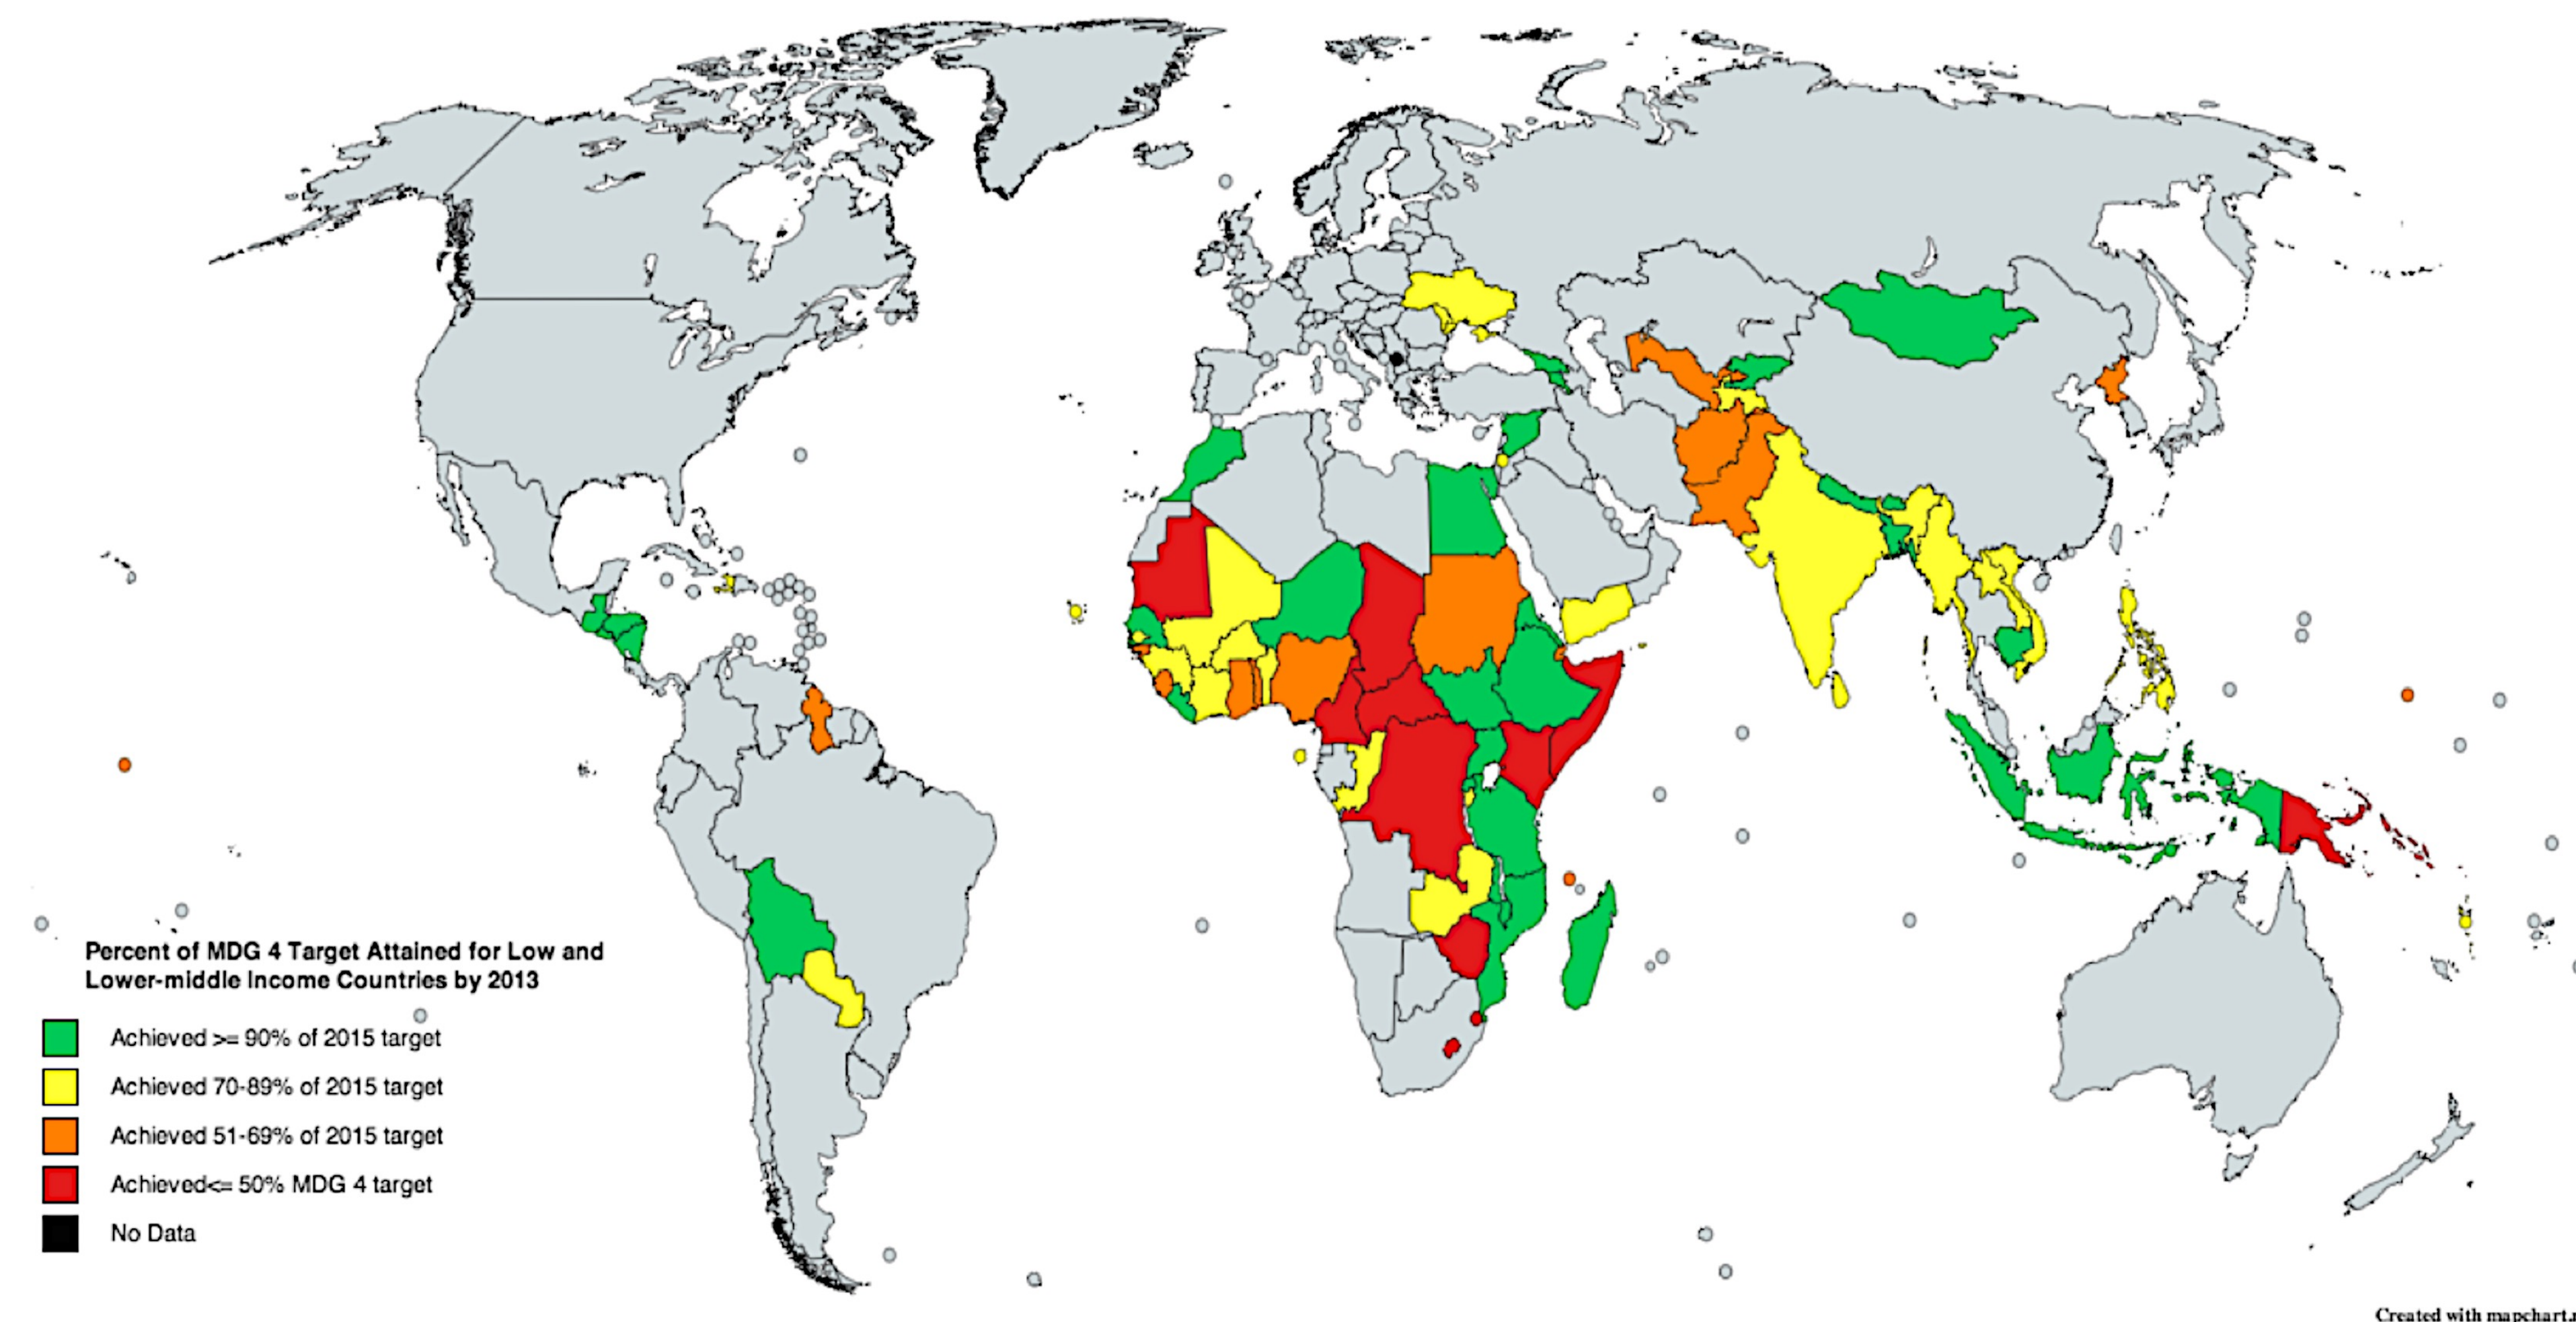 Percent of MDG 4 Target Attained for Low and
Lower-middle Income Countries by 2013
Achieved >= 90% of 2015 target
Achieved 70-89% of 2015 target
Achieved 51-69% of 2015 target
Achieved<= 50% MDG 4 target
No Data
Created with mapchart.